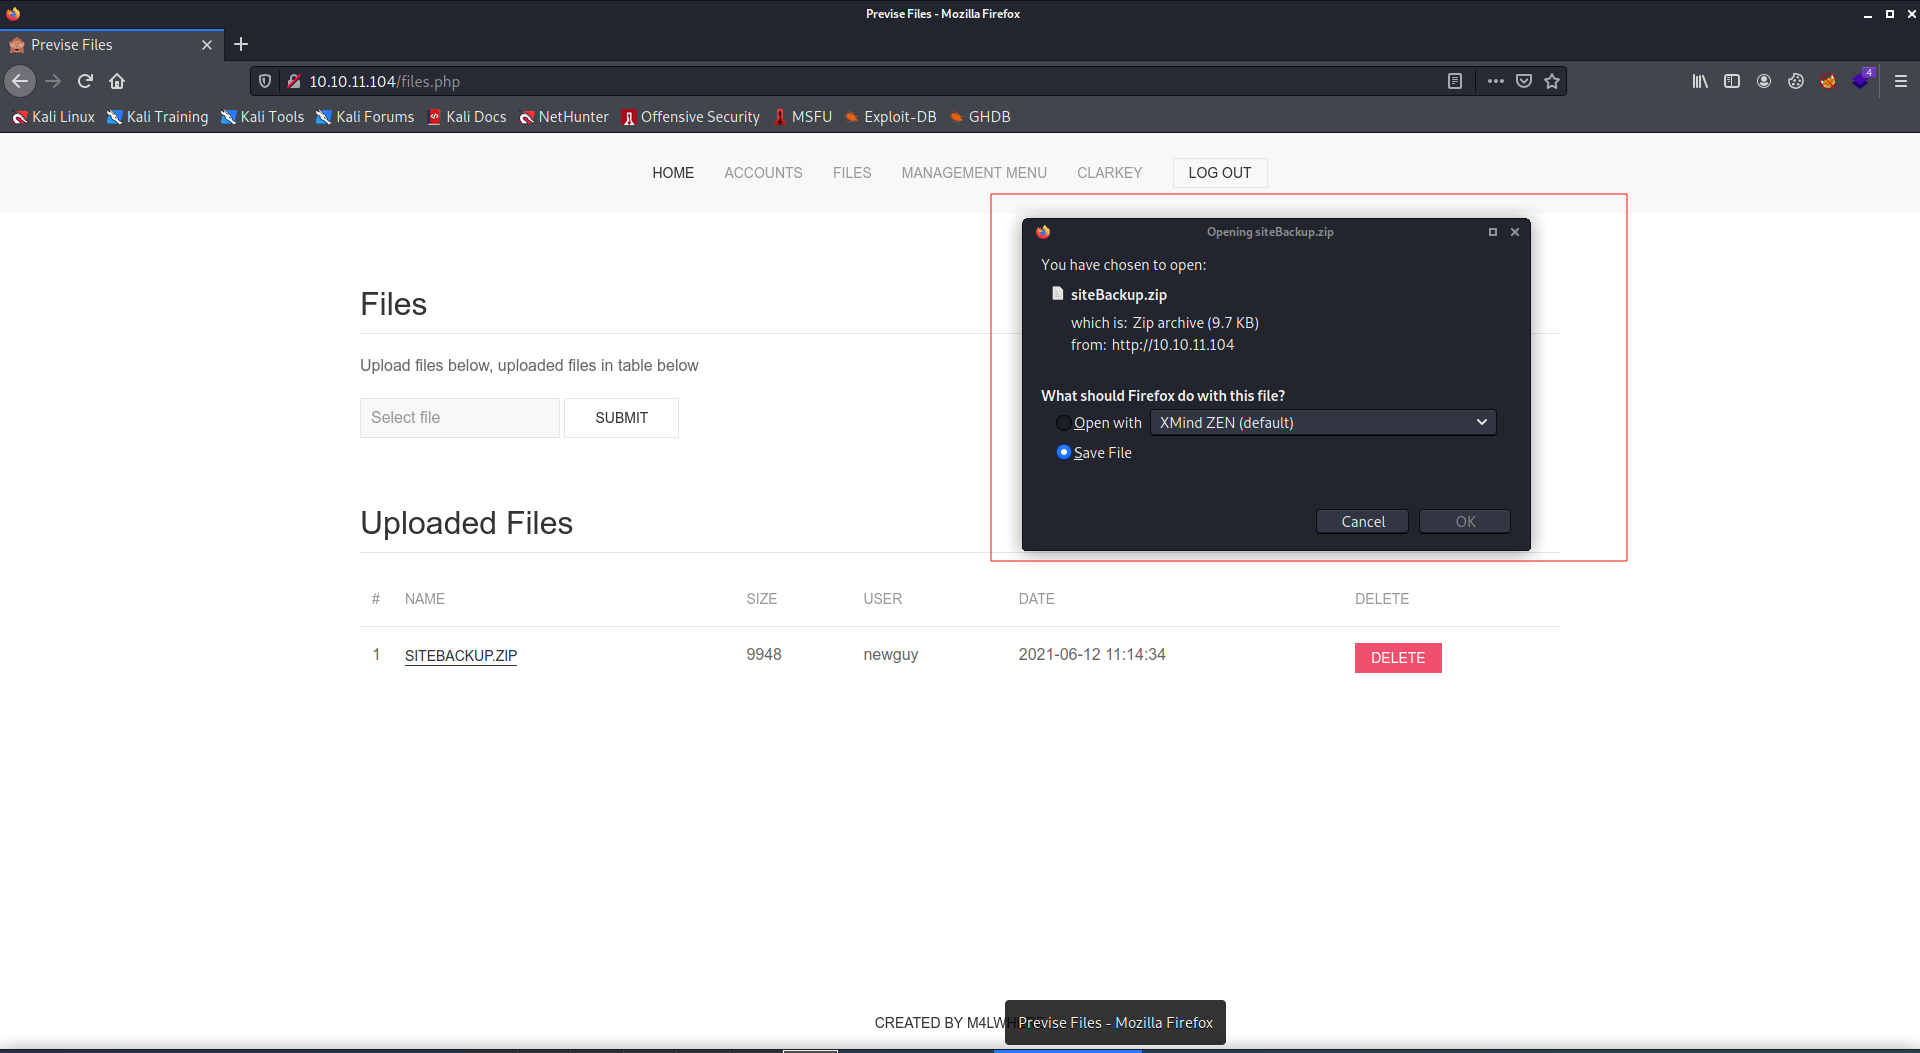 Previse Files - Mozilla Firefox
Previse Files
10.10.11.104/files.php
4
Kali Linux Kali Training Kali Tools Kali Forums Kali Docs NetHunter Offensive Security MSFU Exploit-DB GHDB
HOME ACCOUNTS FILES MANAGEMENT MENU CLARKEY LOG OUT
Files
Upload files below, uploaded files in table below
Select file SUBMIT
Opening siteBackup.zip
You have chosen to open:
siteBackup.zip
which is: Zip archive (9.7 KB)
from: http://10.10.11.104
What should Firefox do with this file?
Open with XMind ZEN (default)
Save File
Cancel OK
Uploaded Files
# NAME SIZE USER DATE DELETE
1 SITEBACKUP.ZIP 9948 newguy 2021-06-12 11:14:34 DELETE
CREATED BY
Previse Files - Mozilla Firefox